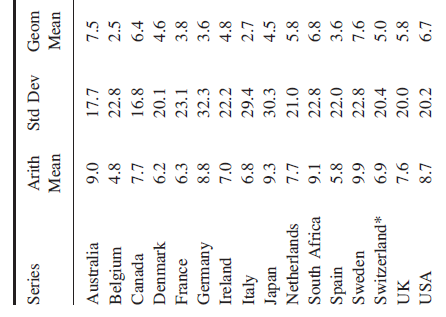 Series Arith Mean Std Dev Geom Mean
Australia 9.0 17.7 7.5
Belgium 4.8 22.8 2.5
Canada 7.7 16.8 6.4
Denmark 6.2 20.1 4.6
France 6.3 23.1 3.8
Germany 8.8 32.3 3.6
Ireland 7.0 22.2 4.8
Italy 6.8 29.4 2.7
Japan 9.3 30.3 4.5
Netherlands 7.7 21.0 5.8
South Africa 9.1 22.8 6.8
Spain 5.8 22.0 3.6
Sweden 9.9 22.8 7.6
Switzerland* 6.9 20.4 5.0
UK 7.6 20.0 5.8
USA 8.7 20.2 6.7